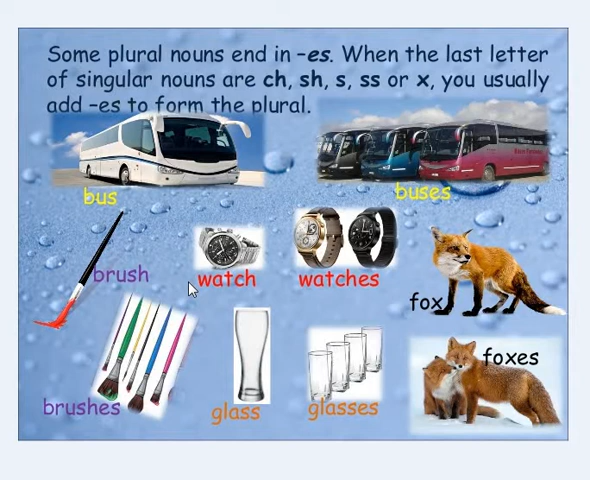 Some plural nouns end in –es. When the last letter
of singular nouns are ch, sh, s, ss or x, you usually
add –es to form the plural.
bus
buses
brush
watch
watches
fox
foxes
brushes
glass
glasses